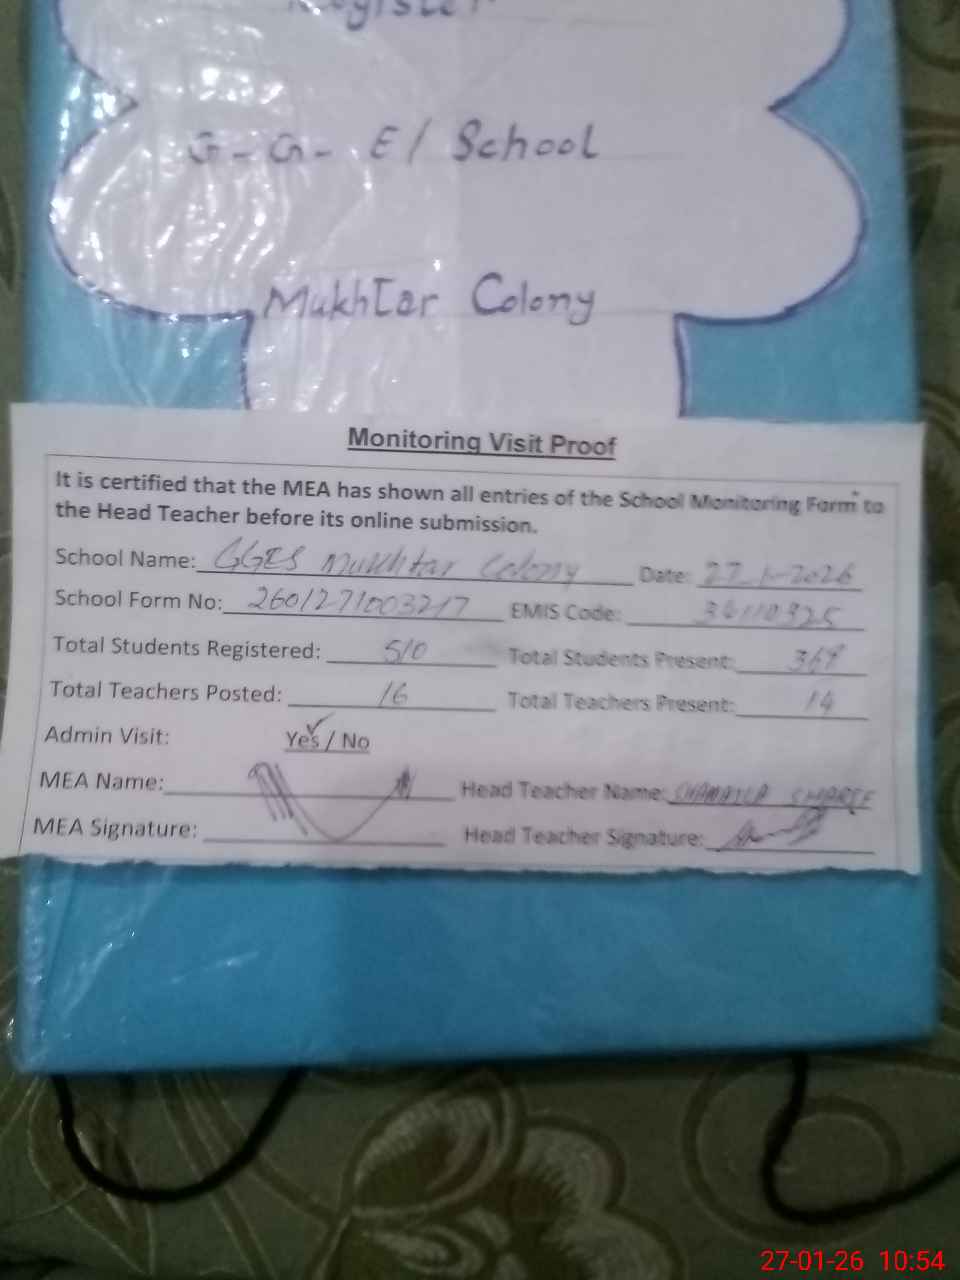 Register
G-G- E/ School
Mukhtar Colony
Monitoring Visit Proof
It is certified that the MEA has shown all entries of the School Monitoring Form to
the Head Teacher before its online submission.
School Name: GGES Mukhtar Colony Date: 27-1-2026
School Form No: 2601271003217 EMIS Code:
Total Students Registered: 510 Total Students Present: 369
Total Teachers Posted: 16 Total Teachers Present: 14
Admin Visit: Yes / No
MEA Name: Head Teacher Name:
MEA Signature: Head Teacher Signature:
27-01-26 10:54